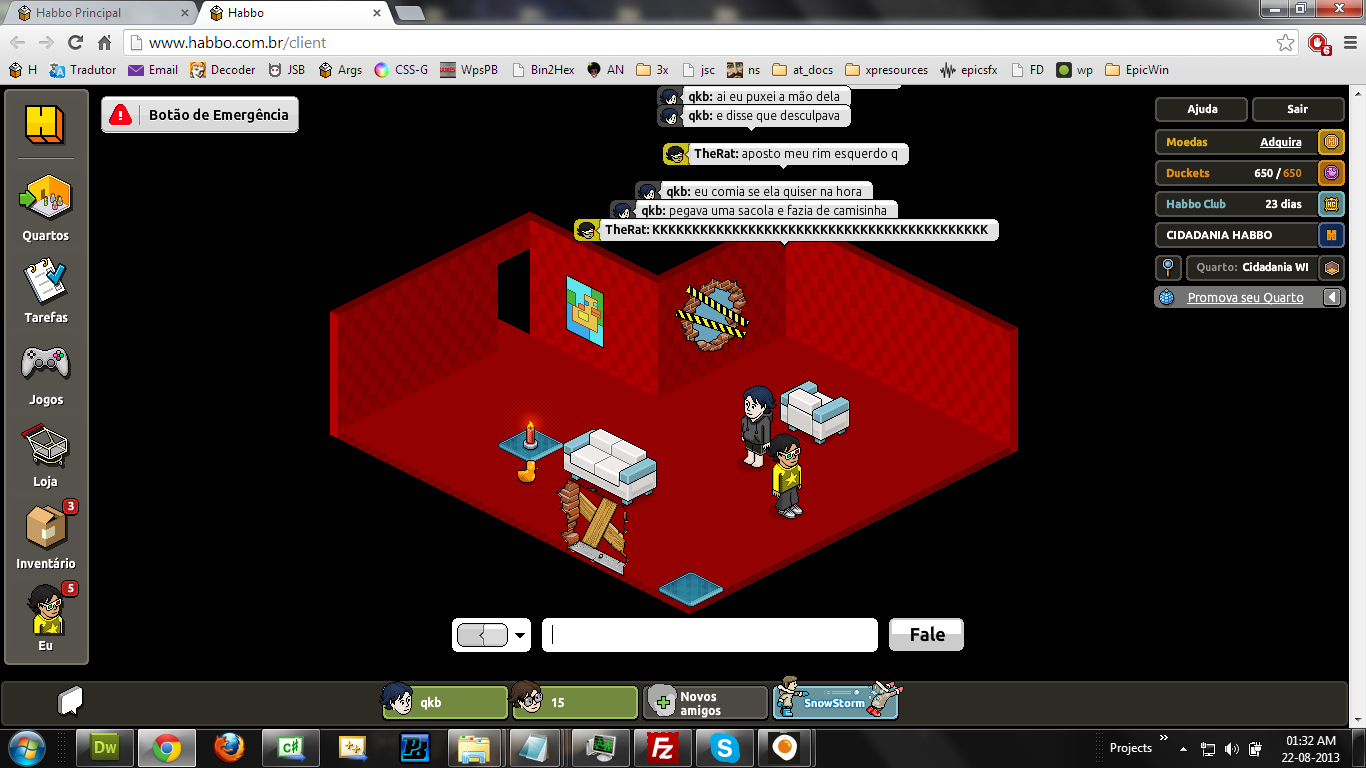 Habbo Principal
Habbo
www.habbo.com.br/client
6
H
Tradutor
Email
Decoder
JSB
Args
CSS-G
WpsPB
Bin2Hex
AN
3x
jsc
ns
at_docs
xpresources
epicsfx
FD
wp
EpicWin
Botão de Emergência
qkb: ai eu puxei a mão dela
qkb: e disse que desculpava
TheRat: aposto meu rim esquerdo q
qkb: eu comia se ela quiser na hora
qkb: pegava uma sacola e fazia de camisinha
TheRat: KKKKKKKKKKKKKKKKKKKKKKKKKKKKKKKKKKKKKKKKKK
Quartos
Tarefas
Jogos
Loja
3
Inventário
5
Eu
Ajuda
Sair
Moedas
Adquira
Duckets
650 / 650
Habbo Club
23 dias
HC
CIDADANIA HABBO
Quarto: Cidadania WI
Promova seu Quarto
Fale
qkb
15
Novos
amigos
SnowStorm
Dw
C#
Fz
S
Projects
01:32 AM
22-08-2013